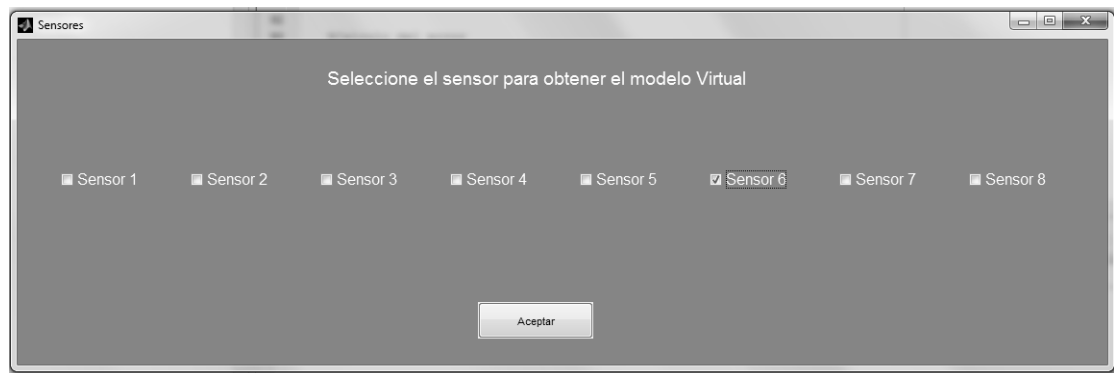 Sensores
Seleccione el sensor para obtener el modelo Virtual
Sensor 1
Sensor 2
Sensor 3
Sensor 4
Sensor 5
Sensor 6
Sensor 7
Sensor 8
Aceptar